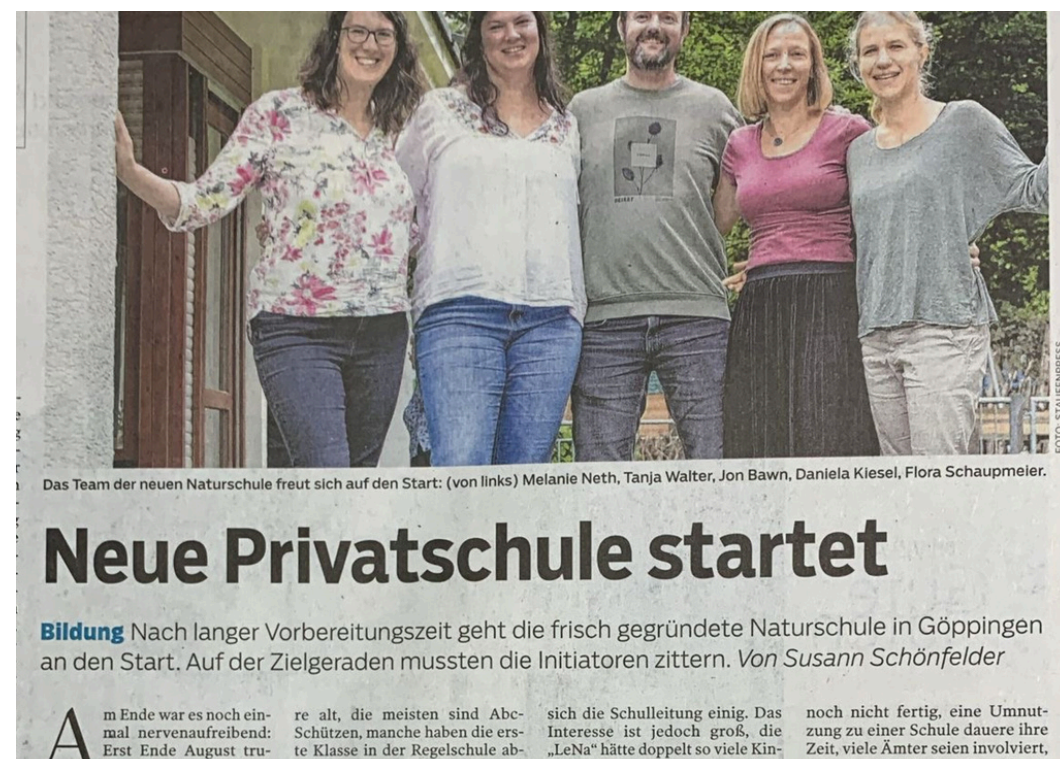 Das Team der neuen Naturschule freut sich auf den Start: (von links) Melanie Neth, Tanja Walter, Jon Bawn, Daniela Kiesel, Flora Schaupmeier.
Neue Privatschule startet
Bildung Nach langer Vorbereitungszeit geht die frisch gegründete Naturschule in Göppingen
an den Start. Auf der Zielgeraden mussten die Initiatoren zittern. Von Susann Schönfelder
Am Ende war es noch ein-
mal nervenaufreibend:
Erst Ende August tru-
re alt, die meisten sind Abc-
Schützen, manche haben die ers-
te Klasse in der Regelschule ab-
sich die Schulleitung einig. Das
Interesse ist jedoch groß, die
„LeNa“ hätte doppelt so viele Kin-
noch nicht fertig, eine Umnut-
zung zu einer Schule dauere ihre
Zeit, viele Ämter seien involviert,